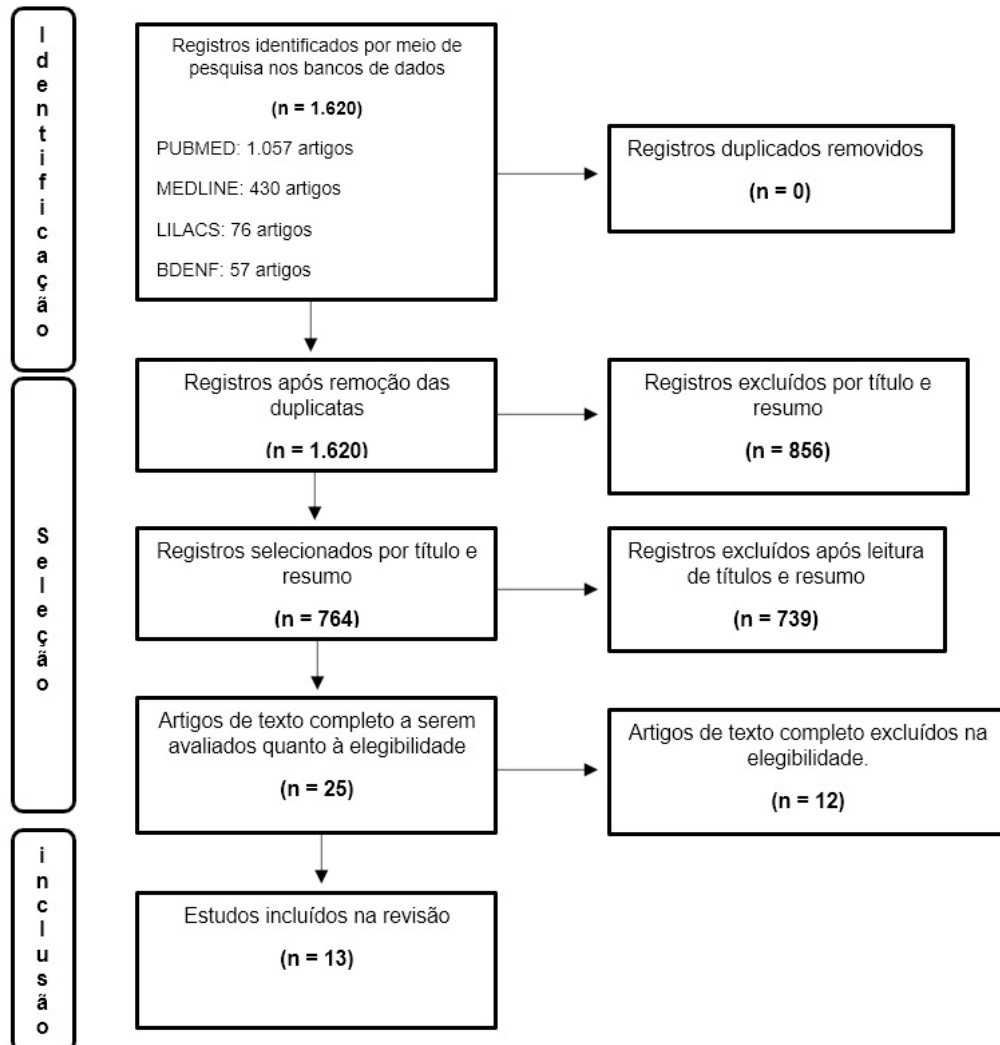 Identificação
Registros identificados por meio de
pesquisa nos bancos de dados
(n = 1.620)
PUBMED: 1.057 artigos
MEDLINE: 430 artigos
LILACS: 76 artigos
BDENF: 57 artigos
Registros duplicados removidos
(n = 0)
Seleção
Registros após remoção das
duplicatas
(n = 1.620)
Registros excluídos por título e
resumo
(n = 856)
Registros selecionados por título e
resumo
(n = 764)
Registros excluídos após leitura
de títulos e resumo
(n = 739)
Artigos de texto completo a serem
avaliados quanto à elegibilidade
(n = 25)
Artigos de texto completo excluídos na
elegibilidade.
(n = 12)
inclusão
Estudos incluídos na revisão
(n = 13)